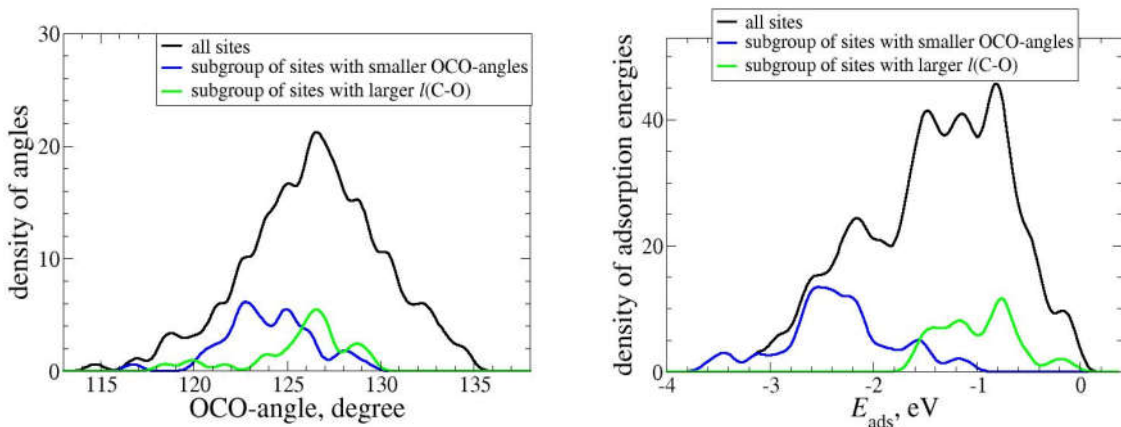 30
20
10
0
density of angles
all sites
subgroup of sites with smaller OCO-angles
subgroup of sites with larger l(C-O)
115 120 125 130 135
OCO-angle, degree
all sites
subgroup of sites with smaller OCO-angles
subgroup of sites with larger l(C-O)
40
20
0
density of adsorption energies
-4 -3 -2 -1 0
E_ads, eV